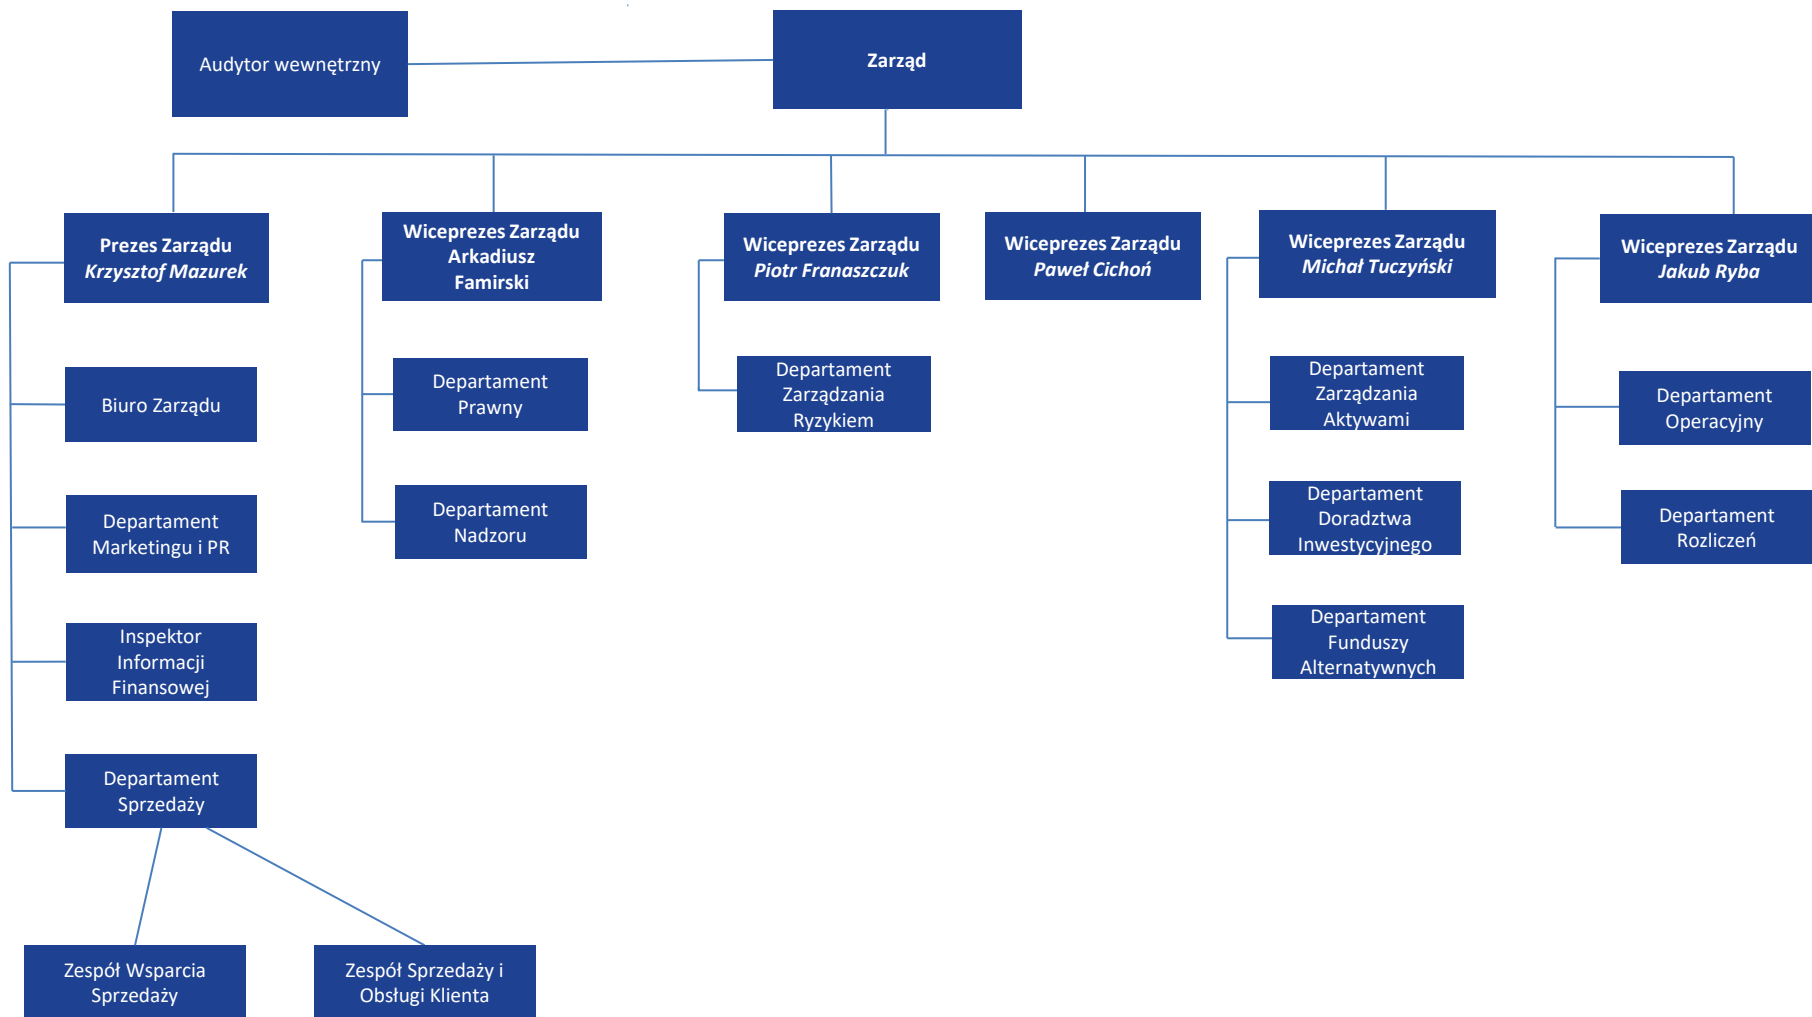 Audytor wewnętrzny
Zarząd
Prezes Zarządu
Krzysztof Mazurek
Wiceprezes Zarządu
Arkadiusz
Famirski
Wiceprezes Zarządu
Piotr Franaszczuk
Wiceprezes Zarządu
Paweł Cichoń
Wiceprezes Zarządu
Michał Tuczyński
Wiceprezes Zarządu
Jakub Ryba
Biuro Zarządu
Departament
Prawny
Departament
Zarządzania
Ryzykiem
Departament
Zarządzania
Aktywami
Departament
Operacyjny
Departament
Marketingu i PR
Departament
Nadzoru
Departament
Doradztwa
Inwestycyjnego
Departament
Rozliczeń
Inspektor
Informacji
Finansowej
Departament
Funduszy
Alternatywnych
Departament
Sprzedaży
Zespół Wsparcia
Sprzedaży
Zespół Sprzedaży i
Obsługi Klienta